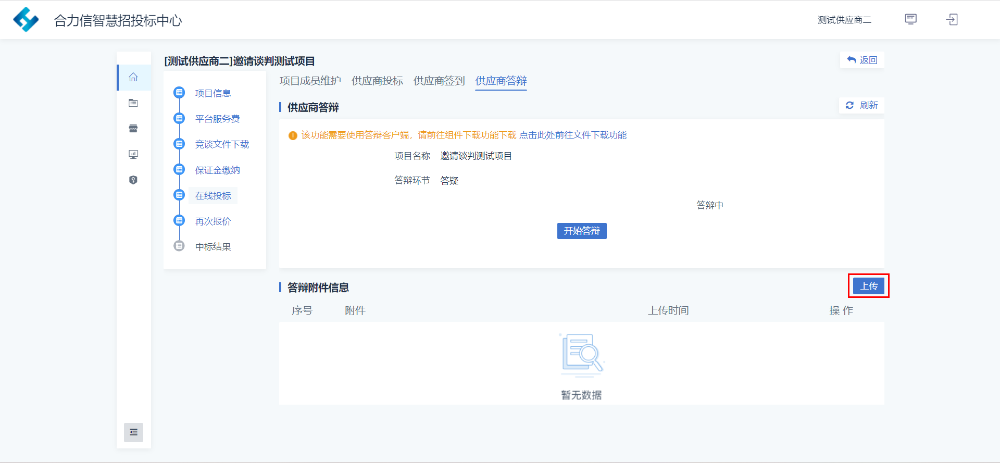 合力信智慧招投标中心
测试供应商二
[测试供应商二]邀请谈判测试项目
返回
项目信息
平台服务费
竞谈文件下载
保证金缴纳
在线投标
再次报价
中标结果
项目成员维护 供应商投标 供应商签到 供应商答辩
供应商答辩
刷新
该功能需要使用答辩客户端，请前往组件下载功能下载 点击此处前往文件下载功能
项目名称 邀请谈判测试项目
答辩环节 答疑
答辩中
开始答辩
答辩附件信息
上传
序号 附件 上传时间 操 作
暂无数据